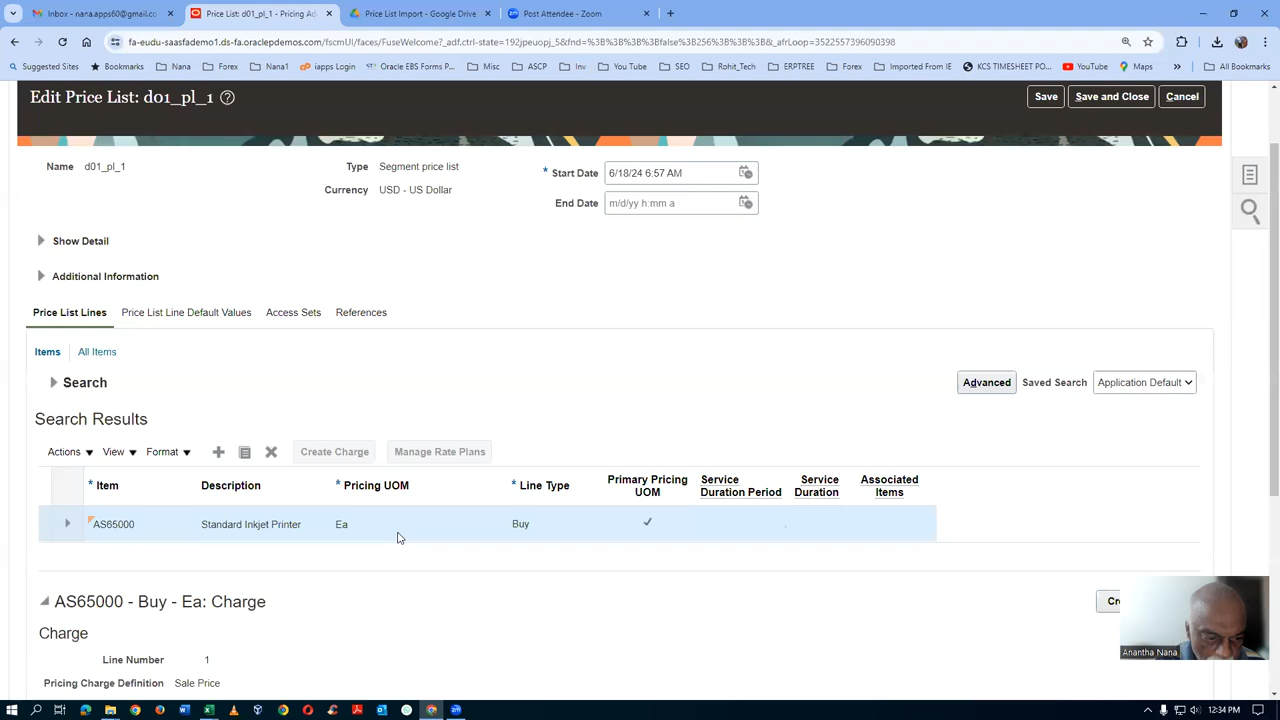 Inbox - nana.apps60@gmail.co
Price List: d01_pl_1 - Pricing Ad
Price List Import - Google Drive
Post Attendee - Zoom
fa-eudu-saasfademo1.ds-fa.oraclepdemos.com/fscmUI/faces/FuseWelcome?_adf.ctrl-state=192jpeuopj_5&fnd=%3B%3B%3B%3Bfalse%3B256%3B%3B%3B&_afrLoop=3522557396090398
Suggested Sites
Bookmarks
Nana
Forex
Nana1
iapps Login
Oracle EBS Forms P...
Misc
ASCP
Inv
You Tube
SEO
Rohit_Tech
ERPTREE
Forex
Imported From IE
KCS TIMESHEET PO...
YouTube
Maps
»
All Bookmarks
Edit Price List: d01_pl_1
Save
Save and Close
Cancel
Name d01_pl_1
Type Segment price list
* Start Date 6/18/24 6:57 AM
Currency USD - US Dollar
End Date m/d/yy h:mm a
Show Detail
Additional Information
Price List Lines
Price List Line Default Values
Access Sets
References
Items
All Items
Search
Advanced
Saved Search Application Default
Search Results
Actions
View
Format
Create Charge
Manage Rate Plans
* Item
Description
* Pricing UOM
* Line Type
Primary Pricing UOM
Service Duration Period
Service Duration
Associated Items
AS65000
Standard Inkjet Printer
Ea
Buy
AS65000 - Buy - Ea: Charge
Charge
Line Number 1
Pricing Charge Definition Sale Price
Anantha Nana
12:34 PM